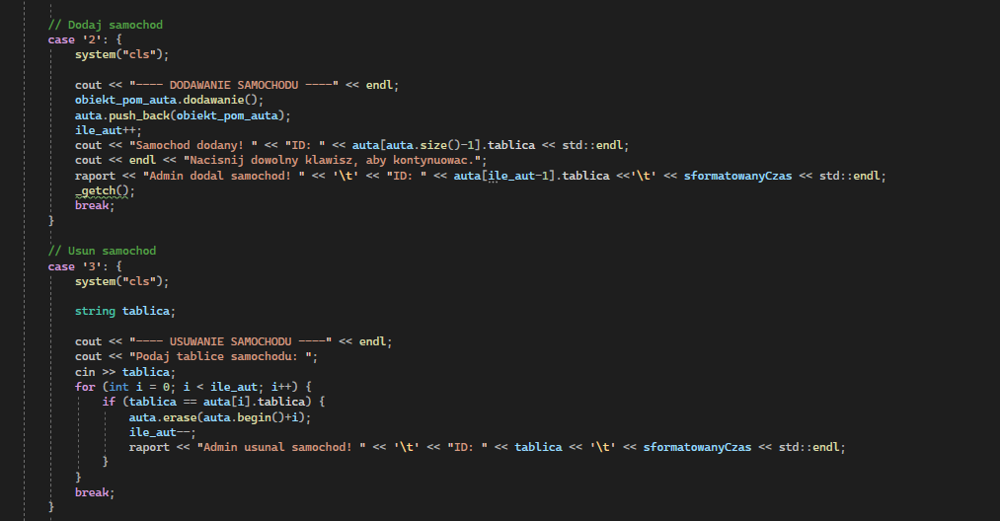 // Dodaj samochod
case '2': {
system("cls");
cout << "---- DODAWANIE SAMOCHODU ----" << endl;
obiekt_pom_auta.dodawanie();
auta.push_back(obiekt_pom_auta);
ile_aut++;
cout << "Samochod dodany! " << "ID: " << auta[auta.size()-1].tablica << std::endl;
cout << endl << "Nacisnij dowolny klawisz, aby kontynuowac.";
raport << "Admin dodal samochod! " << '\t' << "ID: " << auta[ile_aut-1].tablica <<'\t' << sformatowanyCzas << std::endl;
_getch();
break;
}
// Usun samochod
case '3': {
system("cls");
string tablica;
cout << "---- USUWANIE SAMOCHODU ----" << endl;
cout << "Podaj tablice samochodu: ";
cin >> tablica;
for (int i = 0; i < ile_aut; i++) {
if (tablica == auta[i].tablica) {
auta.erase(auta.begin()+i);
ile_aut--;
raport << "Admin usunal samochod! " << '\t' << "ID: " << tablica << '\t' << sformatowanyCzas << std::endl;
}
}
break;
}